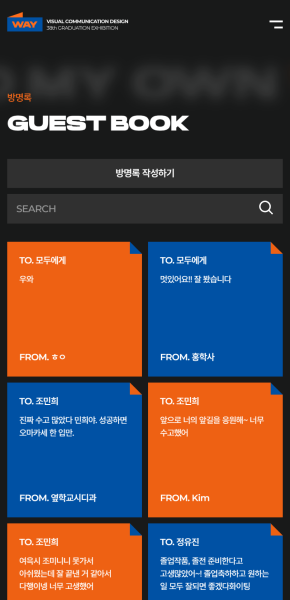 WAY
VISUAL COMMUNICATION DESIGN
38th GRADUATION EXHIBITION
O MY OWN
방명록
GUEST BOOK
방명록 작성하기
SEARCH
TO. 모두에게
우와
FROM. ㅎㅇ
TO. 모두에게
멋있어요!! 잘 봤습니다
FROM. 홍학사
TO. 조민희
진짜 수고 많았다 민희야. 성공하면
오마카세 한 입만.
FROM. 옆학교시디과
TO. 조민희
앞으로 너의 앞길을 응원해~ 너무
수고했어
FROM. Kim
TO. 조민희
여윽시 조미니니 못가서
아쉬웠는데 잘 끝낸 거 같아서
다행이넹 너무 고생했어
TO. 정유진
졸업작품, 졸전 준비한다고
고생많았어~! 졸업축하하고 원하는
일 모두 잘되면 좋겠다화이팅